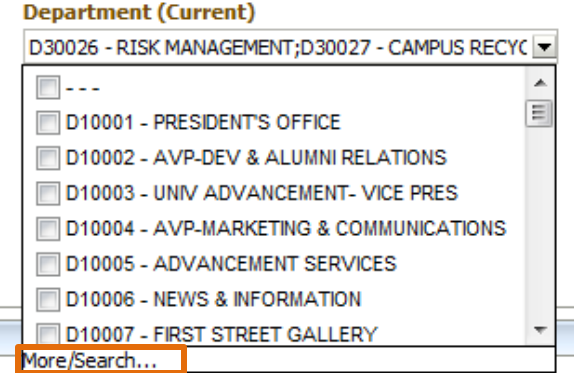 Department (Current)
D30026 - RISK MANAGEMENT;D30027 - CAMPUS RECYC
---
D10001 - PRESIDENT'S OFFICE
D10002 - AVP-DEV & ALUMNI RELATIONS
D10003 - UNIV ADVANCEMENT- VICE PRES
D10004 - AVP-MARKETING & COMMUNICATIONS
D10005 - ADVANCEMENT SERVICES
D10006 - NEWS & INFORMATION
D10007 - FIRST STREET GALLERY
More/Search...